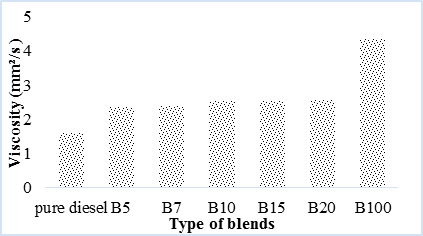 5
4
3
2
1
0
Viscosity (mm²/s )
pure diesel B5 B7 B10 B15 B20 B100
Type of blends